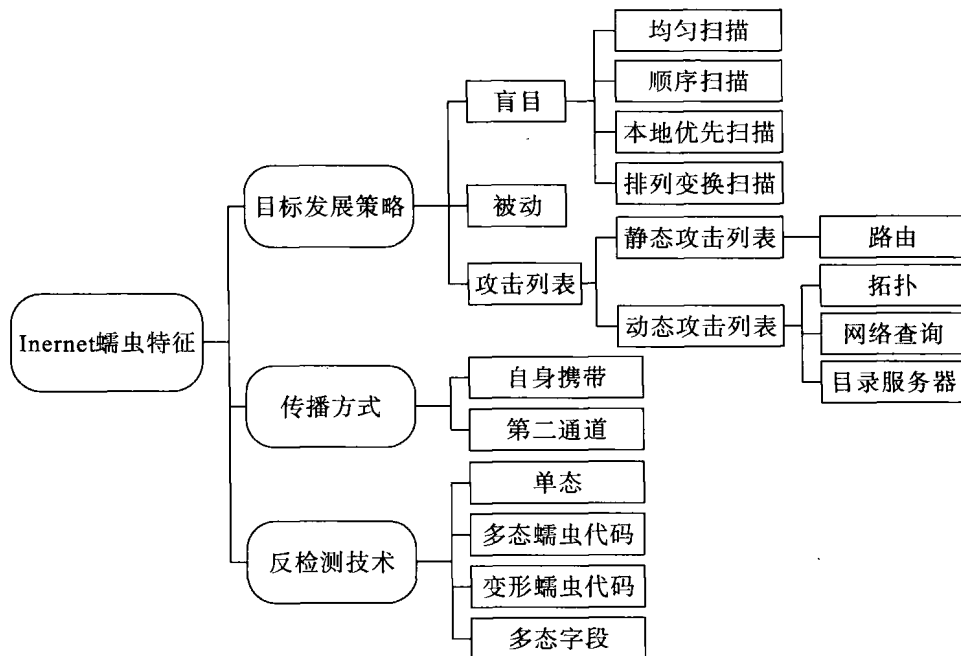 Inernet蠕虫特征
目标发展策略
盲目
均匀扫描
顺序扫描
本地优先扫描
排列变换扫描
被动
攻击列表
静态攻击列表
路由
动态攻击列表
拓扑
网络查询
目录服务器
传播方式
自身携带
第二通道
反检测技术
单态
多态蠕虫代码
变形蠕虫代码
多态字段